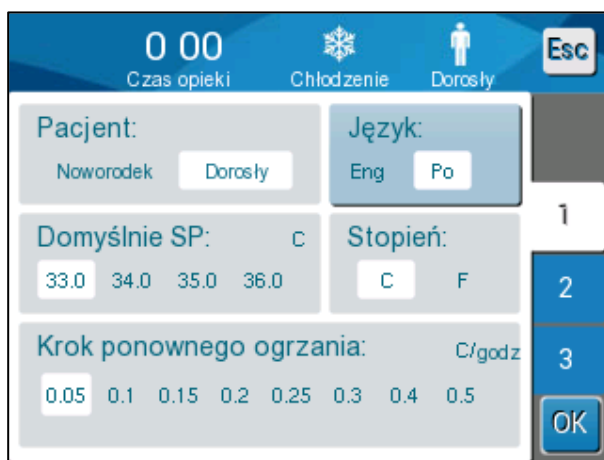 0 00
Czas opieki
Chłodzenie
Dorosły
Esc
Pacjent:
Noworodek Dorosły
Język:
Eng Po
Domyślnie SP: C
33.0 34.0 35.0 36.0
Stopień:
C F
Krok ponownego ogrzania: C/godz
0.05 0.1 0.15 0.2 0.25 0.3 0.4 0.5
1
2
3
OK